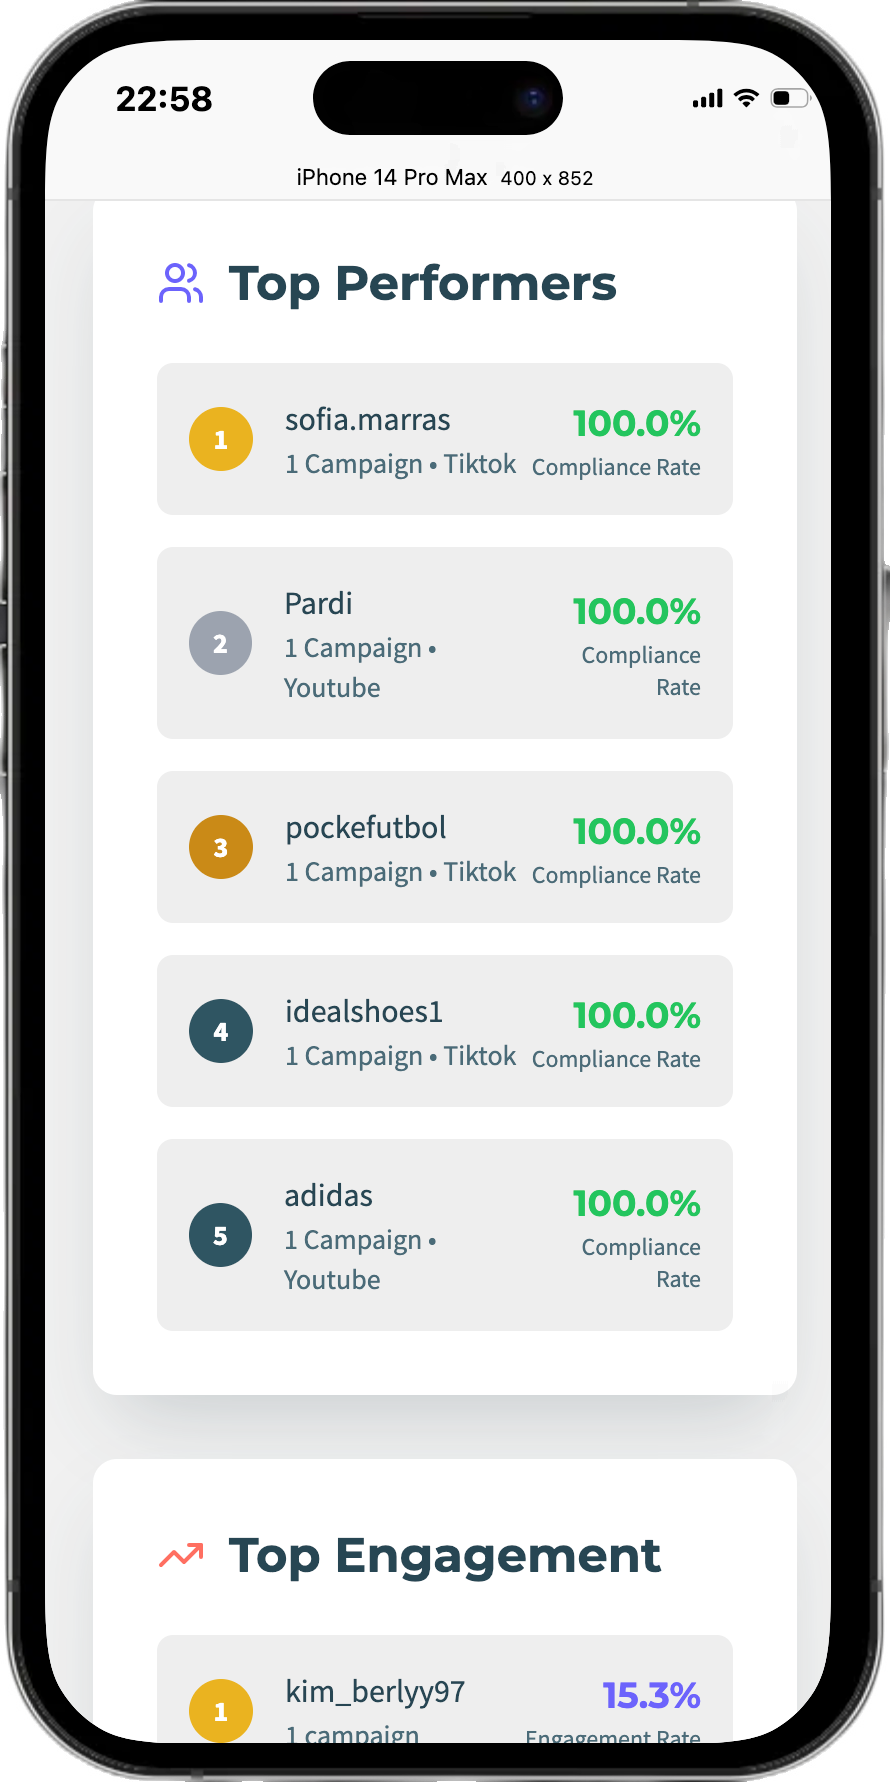 22:58
iPhone 14 Pro Max 400 x 852
Top Performers
1
sofia.marras
1 Campaign • Tiktok
100.0%
Compliance Rate
2
Pardi
1 Campaign •
Youtube
100.0%
Compliance
Rate
3
pockefutbol
1 Campaign • Tiktok
100.0%
Compliance Rate
4
idealshoes1
1 Campaign • Tiktok
100.0%
Compliance Rate
5
adidas
1 Campaign •
Youtube
100.0%
Compliance
Rate
Top Engagement
1
kim_berlyy97
1 campaign
15.3%
Engagement Rate